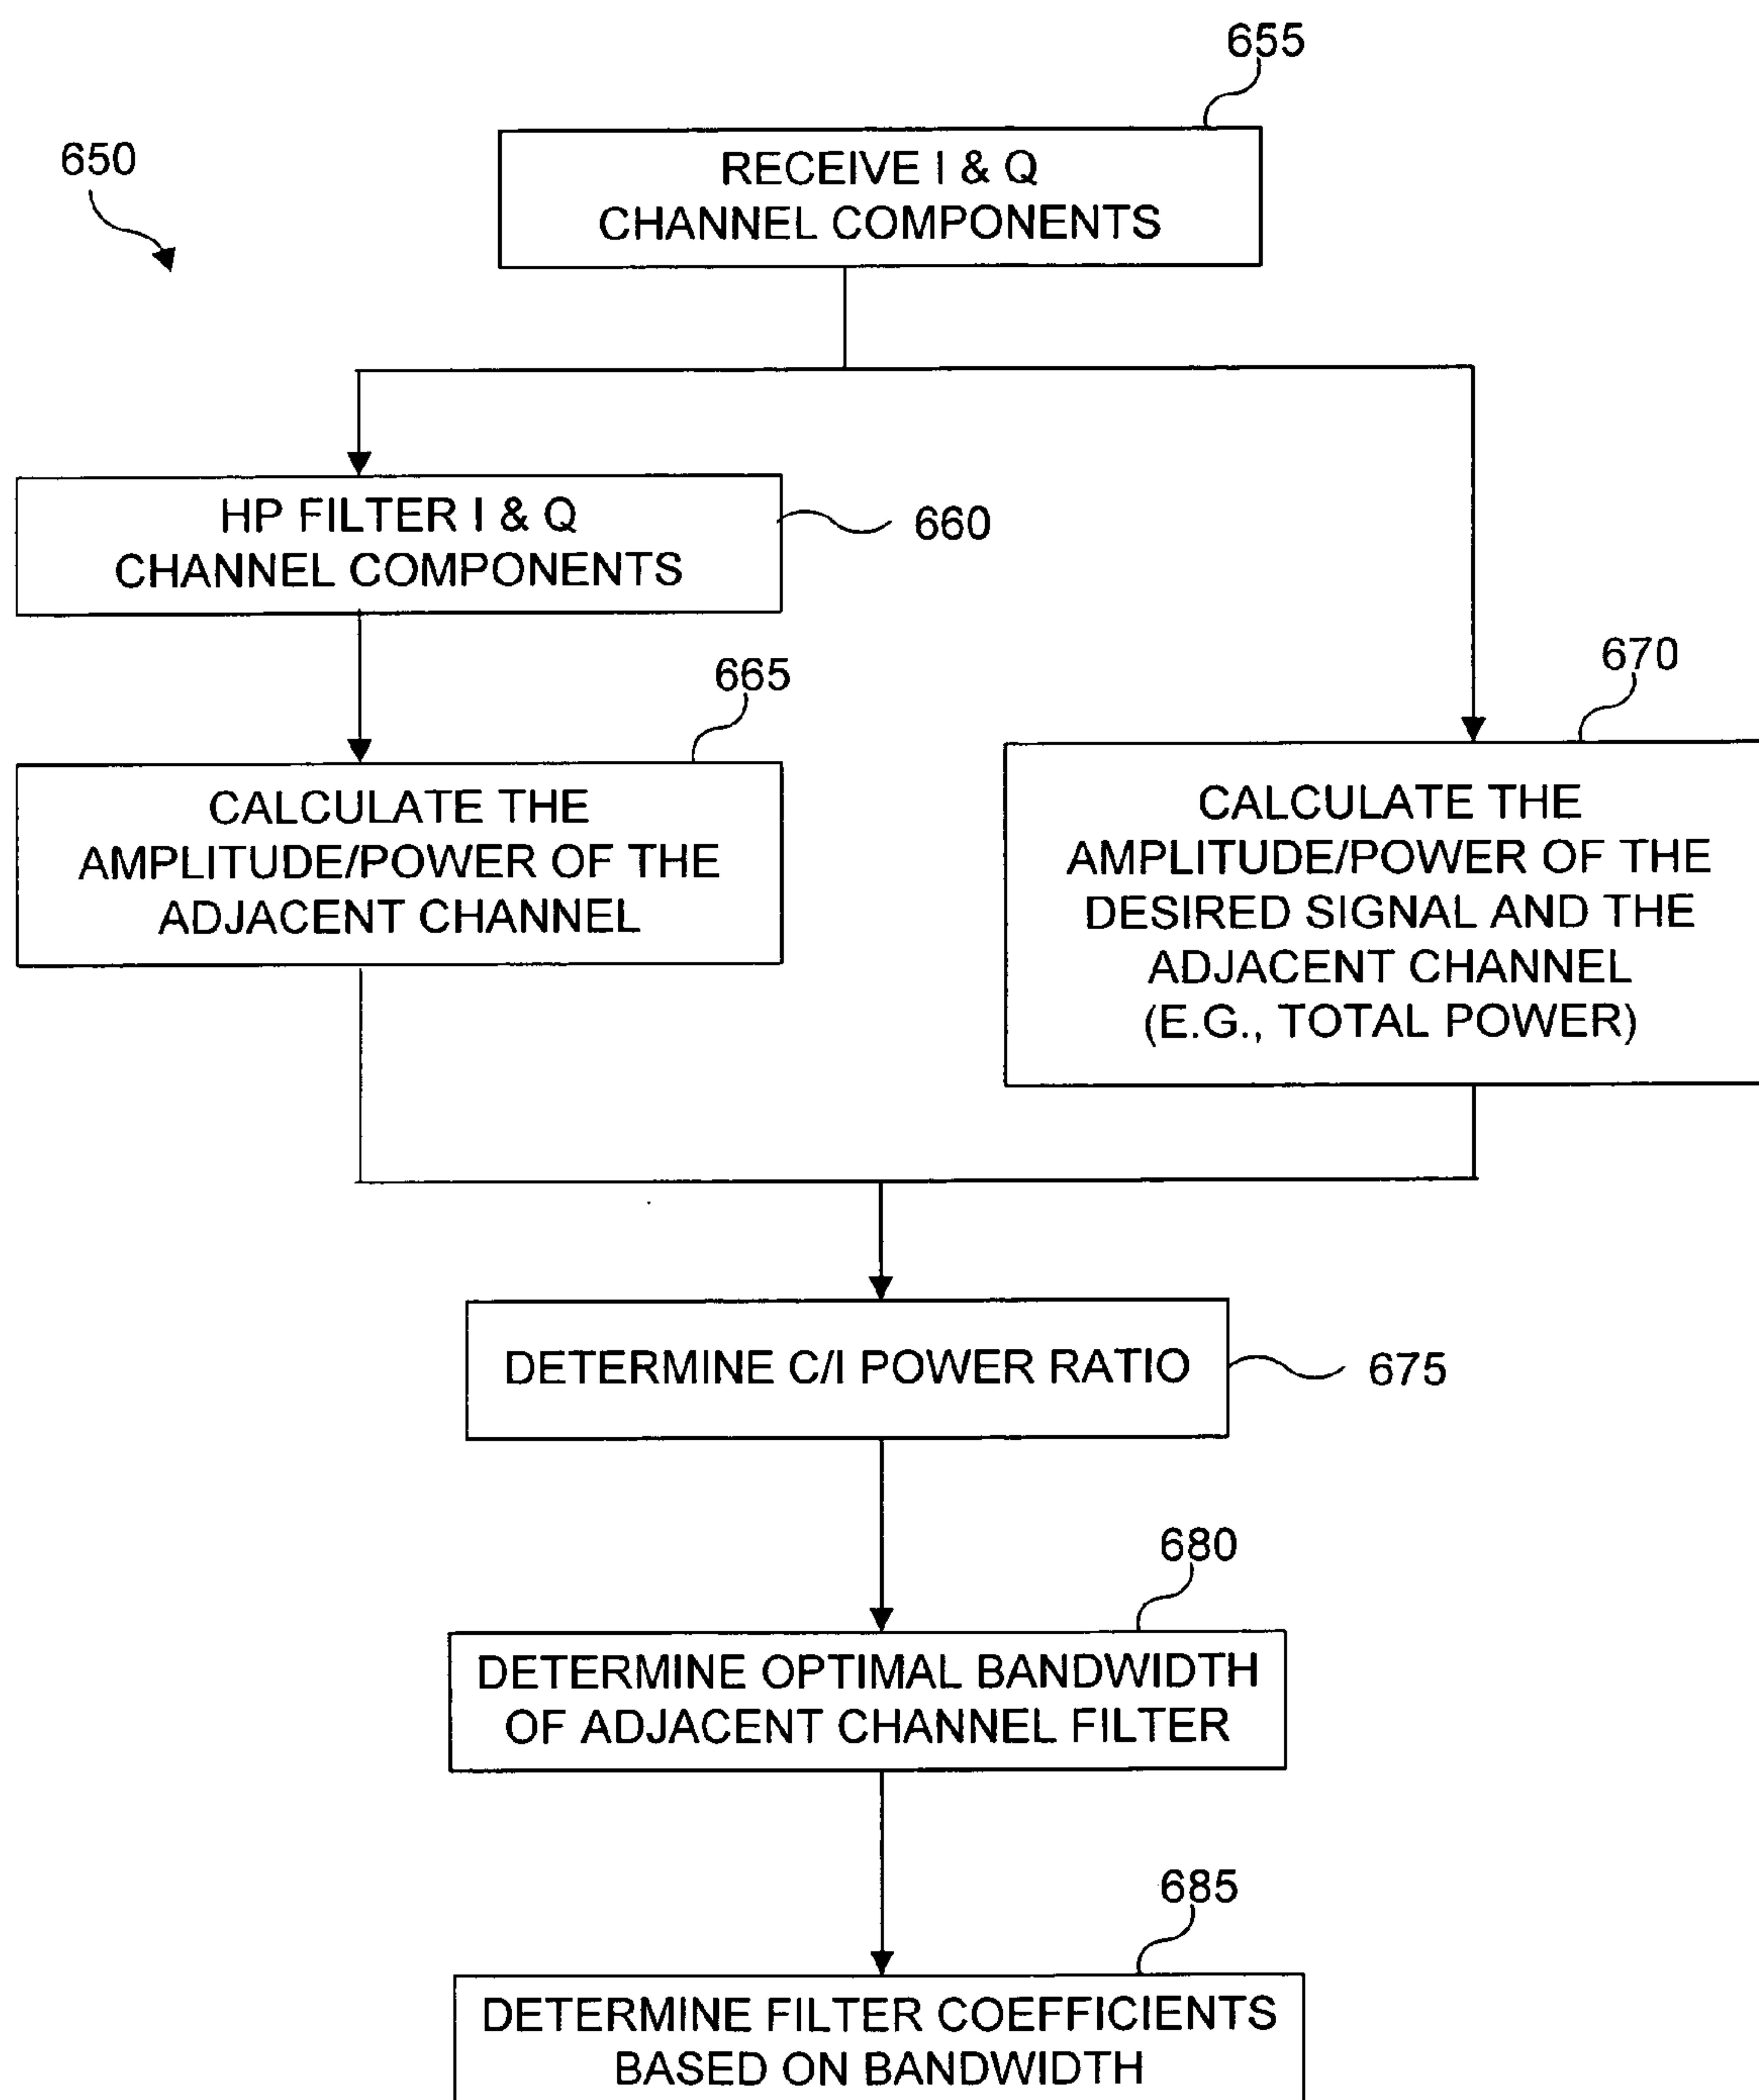 655
650
RECEIVE I & Q
CHANNEL COMPONENTS
HP FILTER I & Q
CHANNEL COMPONENTS
660
665
CALCULATE THE
AMPLITUDE/POWER OF THE
ADJACENT CHANNEL
670
CALCULATE THE
AMPLITUDE/POWER OF THE
DESIRED SIGNAL AND THE
ADJACENT CHANNEL
(E.G., TOTAL POWER)
DETERMINE C/I POWER RATIO
675
680
DETERMINE OPTIMAL BANDWIDTH
OF ADJACENT CHANNEL FILTER
685
DETERMINE FILTER COEFFICIENTS
BASED ON BANDWIDTH